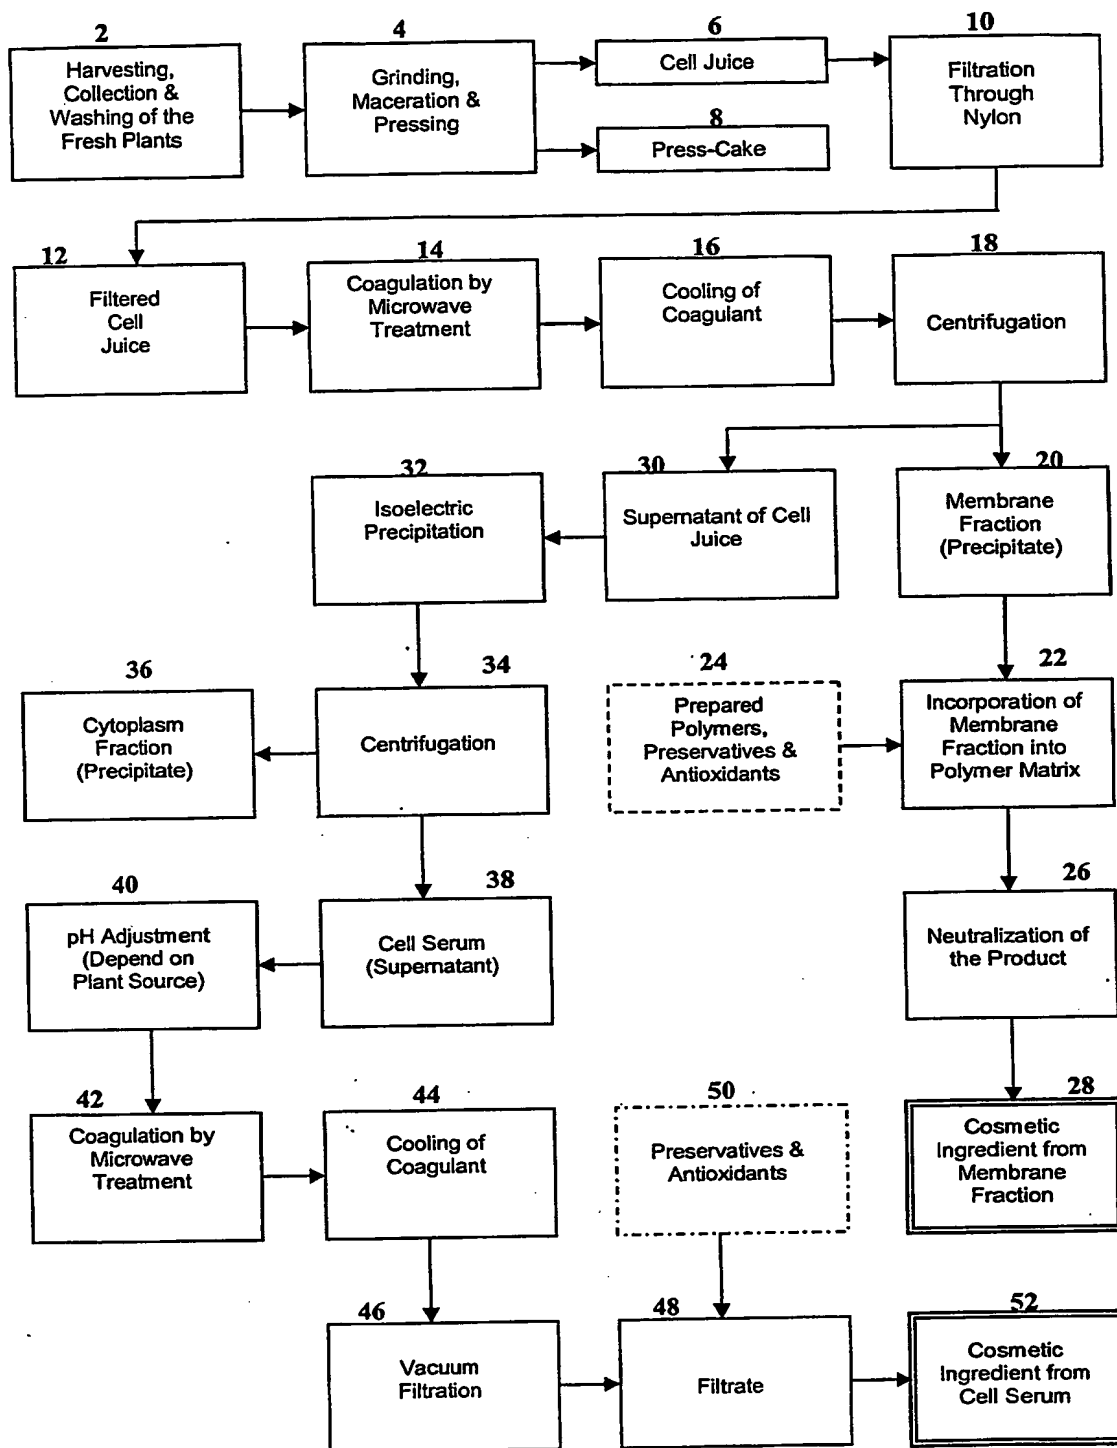 2
Harvesting,
Collection &
Washing of the
Fresh Plants
4
Grinding,
Maceration &
Pressing
6
Cell Juice
8
Press-Cake
10
Filtration
Through
Nylon
12
Filtered
Cell
Juice
14
Coagulation by
Microwave
Treatment
16
Cooling of
Coagulant
18
Centrifugation
32
Isoelectric
Precipitation
30
Supernatant of Cell
Juice
20
Membrane
Fraction
(Precipitate)
36
Cytoplasm
Fraction
(Precipitate)
34
Centrifugation
24
Prepared
Polymers,
Preservatives &
Antioxidants
22
Incorporation of
Membrane
Fraction into
Polymer Matrix
40
pH Adjustment
(Depend on
Plant Source)
38
Cell Serum
(Supernatant)
26
Neutralization of
the Product
42
Coagulation by
Microwave
Treatment
44
Cooling of
Coagulant
50
Preservatives &
Antioxidants
28
Cosmetic
Ingredient from
Membrane
Fraction
46
Vacuum
Filtration
48
Filtrate
52
Cosmetic
Ingredient from
Cell Serum